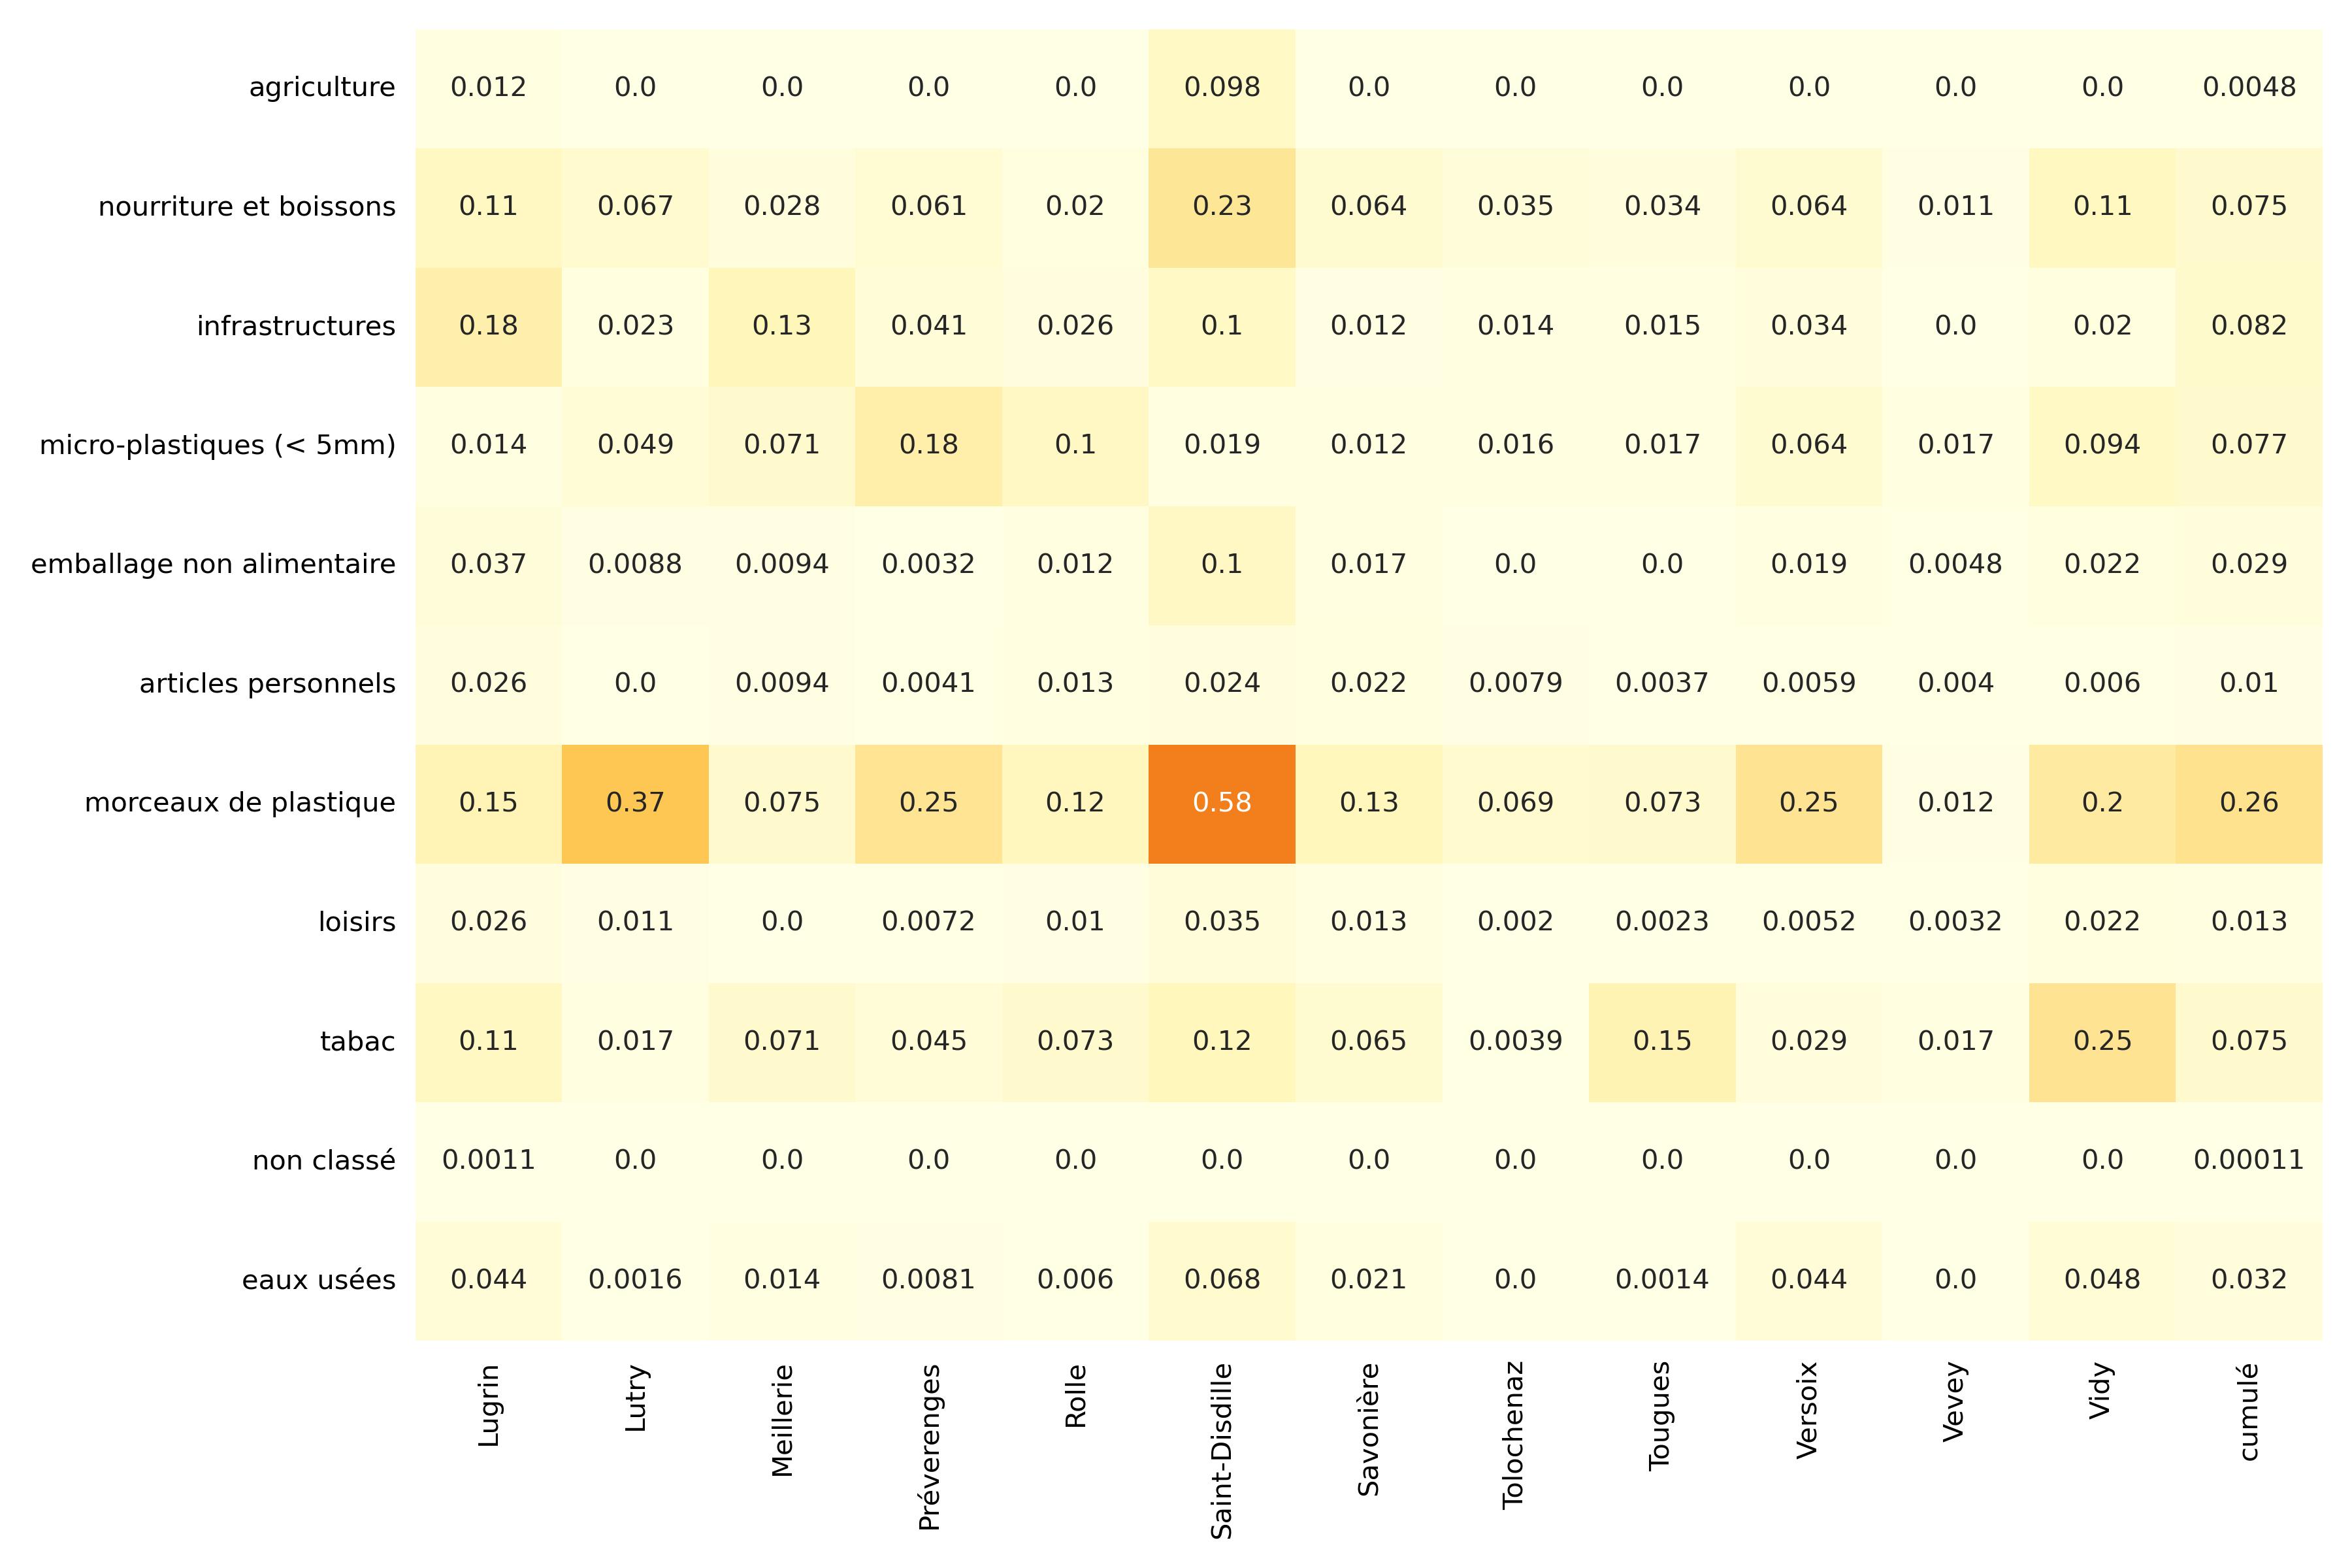 agriculture 0.012 0.0 0.0 0.0 0.0 0.098 0.0 0.0 0.0 0.0 0.0 0.0 0.0048
nourriture et boissons 0.11 0.067 0.028 0.061 0.02 0.23 0.064 0.035 0.034 0.064 0.011 0.11 0.075
infrastructures 0.18 0.023 0.13 0.041 0.026 0.1 0.012 0.014 0.015 0.034 0.0 0.02 0.082
micro-plastiques (< 5mm) 0.014 0.049 0.071 0.18 0.1 0.019 0.012 0.016 0.017 0.064 0.017 0.094 0.077
emballage non alimentaire 0.037 0.0088 0.0094 0.0032 0.012 0.1 0.017 0.0 0.0 0.019 0.0048 0.022 0.029
articles personnels 0.026 0.0 0.0094 0.0041 0.013 0.024 0.022 0.0079 0.0037 0.0059 0.004 0.006 0.01
morceaux de plastique 0.15 0.37 0.075 0.25 0.12 0.58 0.13 0.069 0.073 0.25 0.012 0.2 0.26
loisirs 0.026 0.011 0.0 0.0072 0.01 0.035 0.013 0.002 0.0023 0.0052 0.0032 0.022 0.013
tabac 0.11 0.017 0.071 0.045 0.073 0.12 0.065 0.0039 0.15 0.029 0.017 0.25 0.075
non classé 0.0011 0.0 0.0 0.0 0.0 0.0 0.0 0.0 0.0 0.0 0.0 0.0 0.00011
eaux usées 0.044 0.0016 0.014 0.0081 0.006 0.068 0.021 0.0 0.0014 0.044 0.0 0.048 0.032
Lugrin Lutry Meillerie Préverenges Rolle Saint-Disdille Savonière Tolochenaz Tougues Versoix Vevey Vidy cumulé